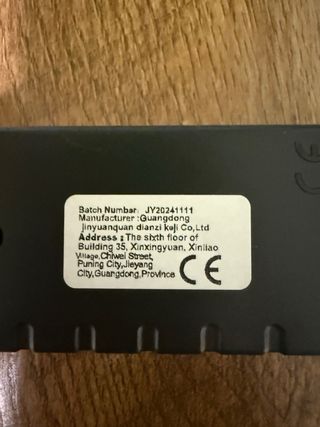 Batch Number: JY20241111
Manufacturer :Guangdong
jinyuanquan dianzi keji Co,Ltd
Address : The sixth floor of
Building 35, Xinxingyuan, Xinliao
Village,Chiwei Street,
Puning City,Jieyang
City,Guangdong,Province
CE
CE